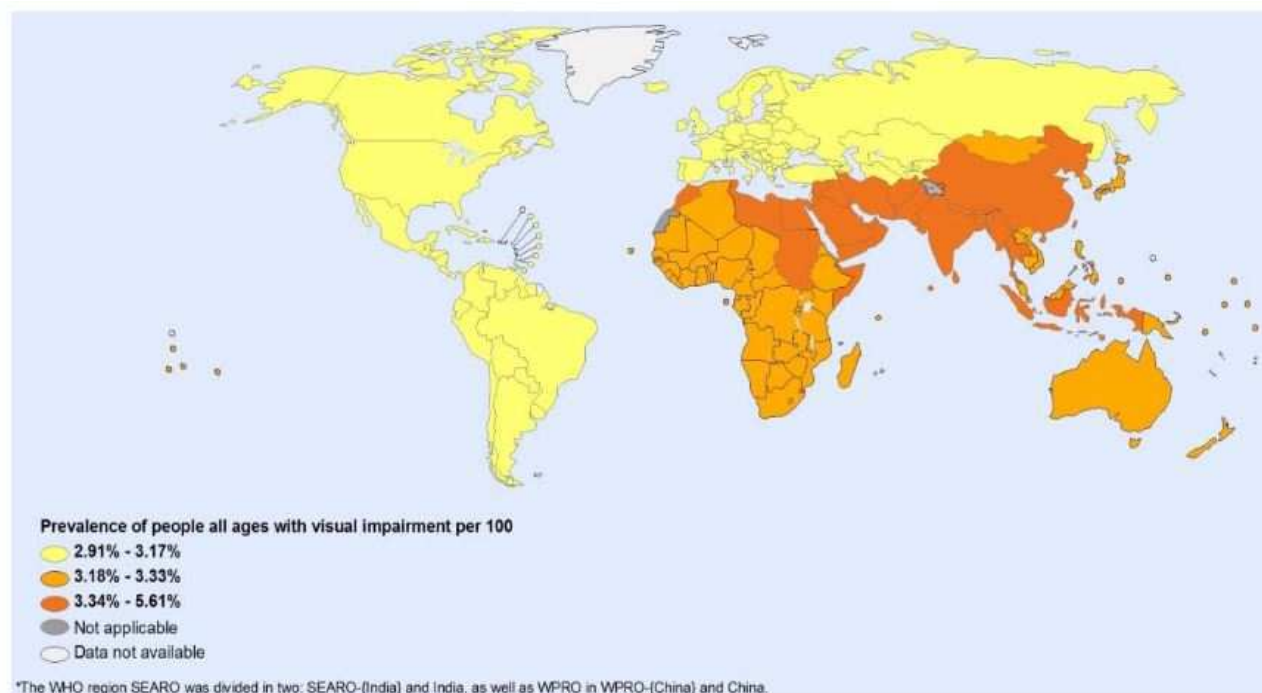 Prevalence of people all ages with visual impairment per 100
2.91% - 3.17%
3.18% - 3.33%
3.34% - 5.61%
Not applicable
Data not available
*The WHO region SEARO was divided in two: SEARO-{India} and India, as well as WPRO in WPRO-{China} and China.